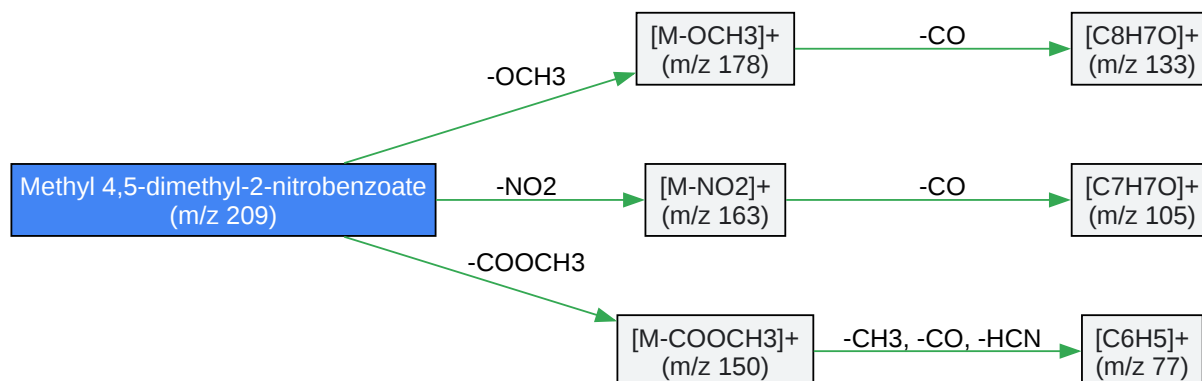 [M-OCH3]+
(m/z 178)
-CO
[C8H7O]+
(m/z 133)
-OCH3
Methyl 4,5-dimethyl-2-nitrobenzoate
(m/z 209)
-NO2
[M-NO2]+
(m/z 163)
-CO
[C7H7O]+
(m/z 105)
-COOCH3
[M-COOCH3]+
(m/z 150)
-CH3, -CO, -HCN
[C6H5]+
(m/z 77)